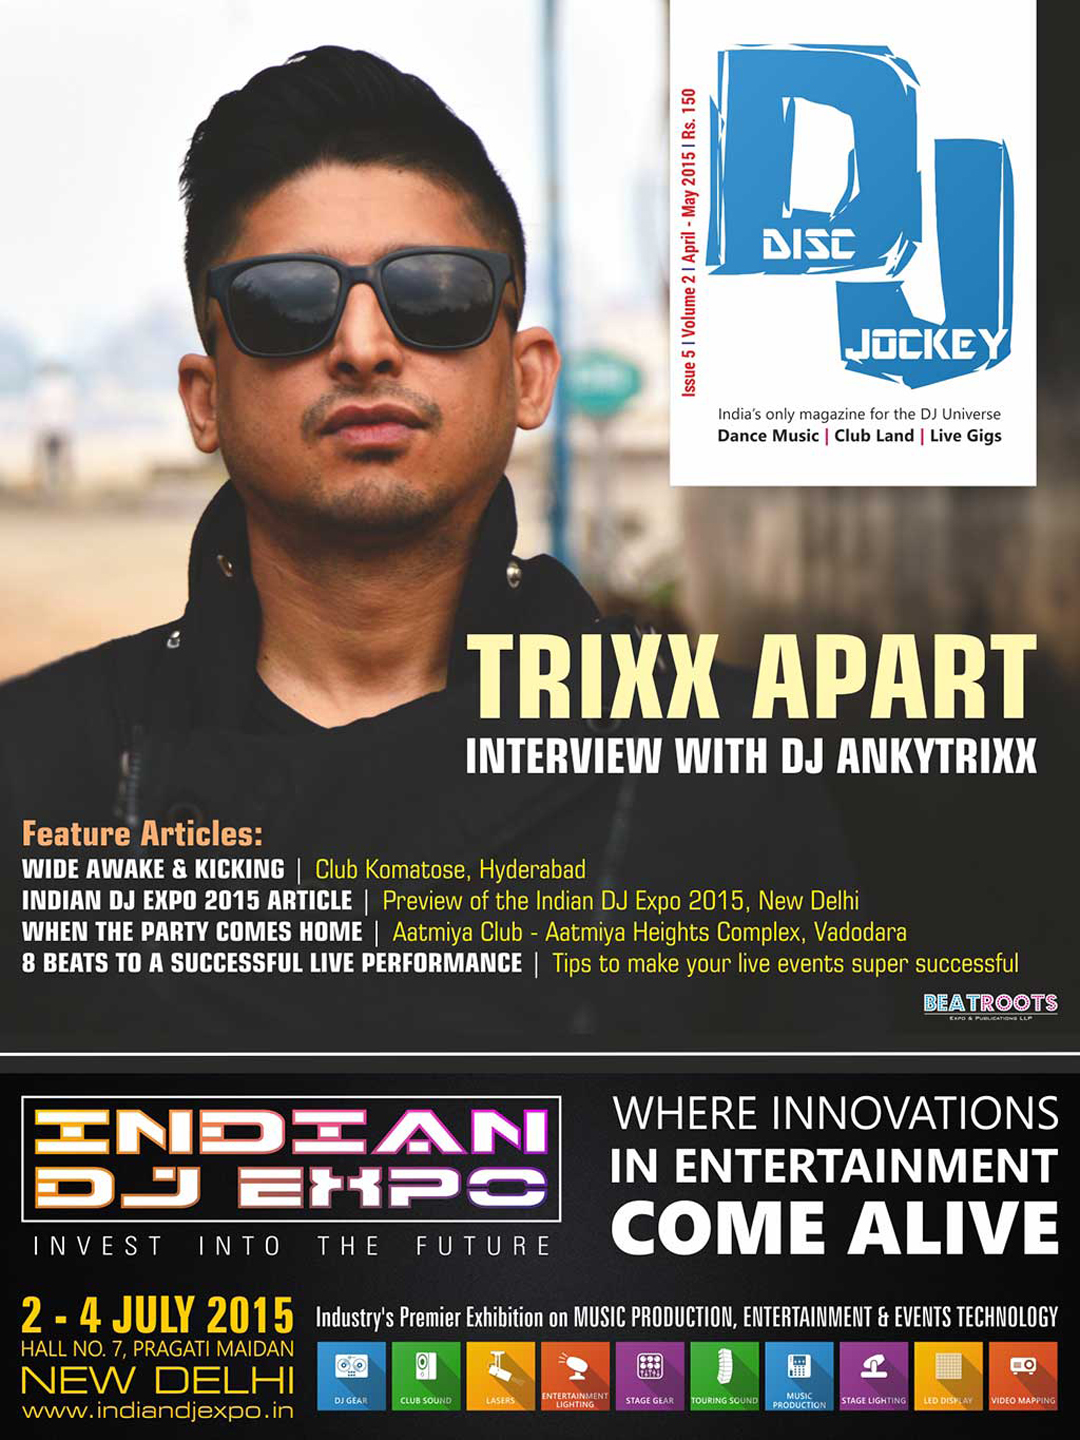 Issue 5 | Volume 2 | April - May 2015 | Rs. 150
DJ
DISC
JOCKEY
India's only magazine for the DJ Universe
Dance Music | Club Land | Live Gigs
TRIXX APART
INTERVIEW WITH DJ ANKYTRIXX
Feature Articles:
WIDE AWAKE & KICKING | Club Komatose, Hyderabad
INDIAN DJ EXPO 2015 ARTICLE | Preview of the Indian DJ Expo 2015, New Delhi
WHEN THE PARTY COMES HOME | Aatmiya Club - Aatmiya Heights Complex, Vadodara
8 BEATS TO A SUCCESSFUL LIVE PERFORMANCE | Tips to make your live events super successful
BEATROOTS
EXPO & PUBLICATIONS LLP
INDIAN
DJ EXPO
INVEST INTO THE FUTURE
WHERE INNOVATIONS
IN ENTERTAINMENT
COME ALIVE
2 - 4 JULY 2015
HALL NO. 7, PRAGATI MAIDAN
NEW DELHI
www.indiandjexpo.in
Industry's Premier Exhibition on MUSIC PRODUCTION, ENTERTAINMENT & EVENTS TECHNOLOGY
DJ GEAR
CLUB SOUND
LASERS
ENTERTAINMENT
LIGHTING
STAGE GEAR
TOURING SOUND
MUSIC
PRODUCTION
STAGE LIGHTING
LED DISPLAY
VIDEO MAPPING